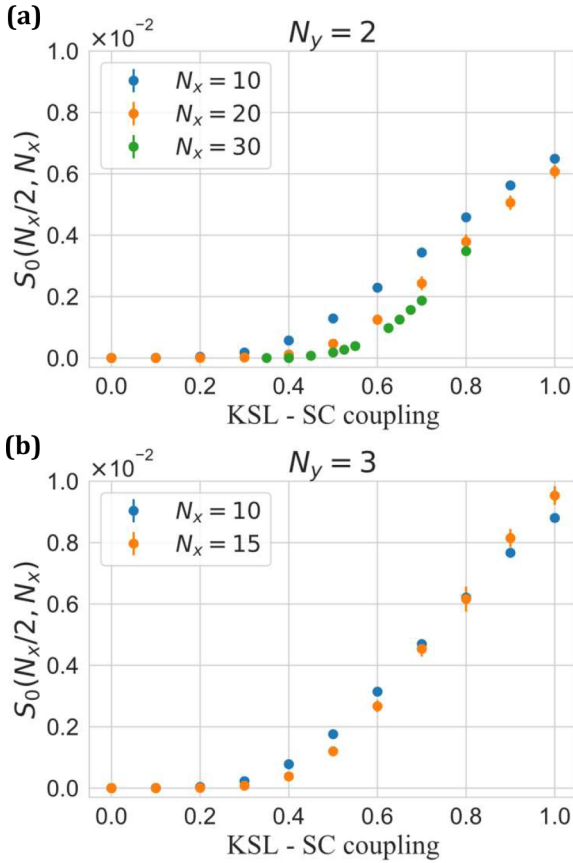 (a)
×10⁻²
N_y = 2
1.0
0.8
0.6
0.4
0.2
0.0
S_0(N_x/2, N_x)
N_x = 10
N_x = 20
N_x = 30
0.0 0.2 0.4 0.6 0.8 1.0
KSL - SC coupling
(b)
×10⁻²
N_y = 3
1.0
0.8
0.6
0.4
0.2
0.0
S_0(N_x/2, N_x)
N_x = 10
N_x = 15
0.0 0.2 0.4 0.6 0.8 1.0
KSL - SC coupling